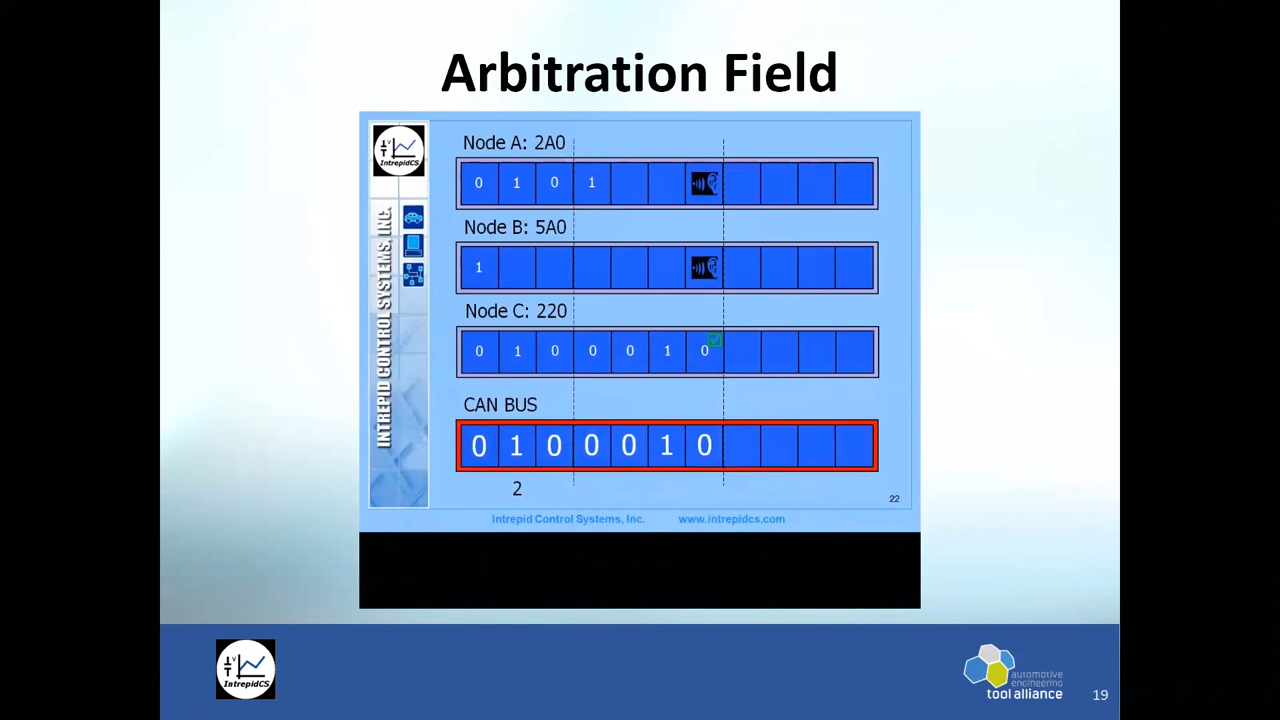 Arbitration Field
IntrepidCS
INTREPID CONTROL SYSTEMS, INC.
Node A: 2A0
0 1 0 1
Node B: 5A0
1
Node C: 220
0 1 0 0 0 1 0
CAN BUS
0 1 0 0 0 1 0
2
22
Intrepid Control Systems, Inc. www.intrepidcs.com
IntrepidCS
automotive
engineering
tool alliance
19